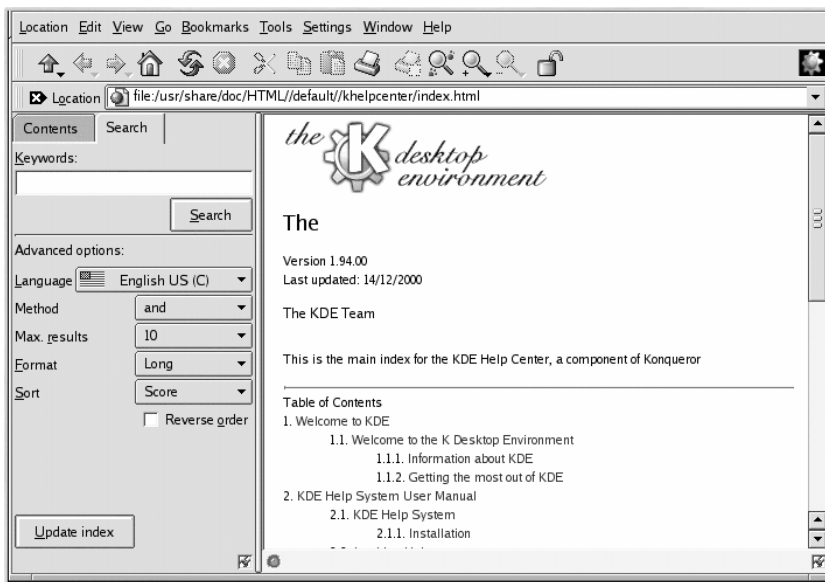 Location Edit View Go Bookmarks Tools Settings Window Help
Location file:/usr/share/doc/HTML//default//khelpcenter/index.html
Contents Search
Keywords:
Search
Advanced options:
Language English US (C)
Method and
Max. results 10
Format Long
Sort Score
Reverse order
Update index
the K desktop
environment
The
Version 1.94.00
Last updated: 14/12/2000
The KDE Team
This is the main index for the KDE Help Center, a component of Konqueror
Table of Contents
1. Welcome to KDE
1.1. Welcome to the K Desktop Environment
1.1.1. Information about KDE
1.1.2. Getting the most out of KDE
2. KDE Help System User Manual
2.1. KDE Help System
2.1.1. Installation